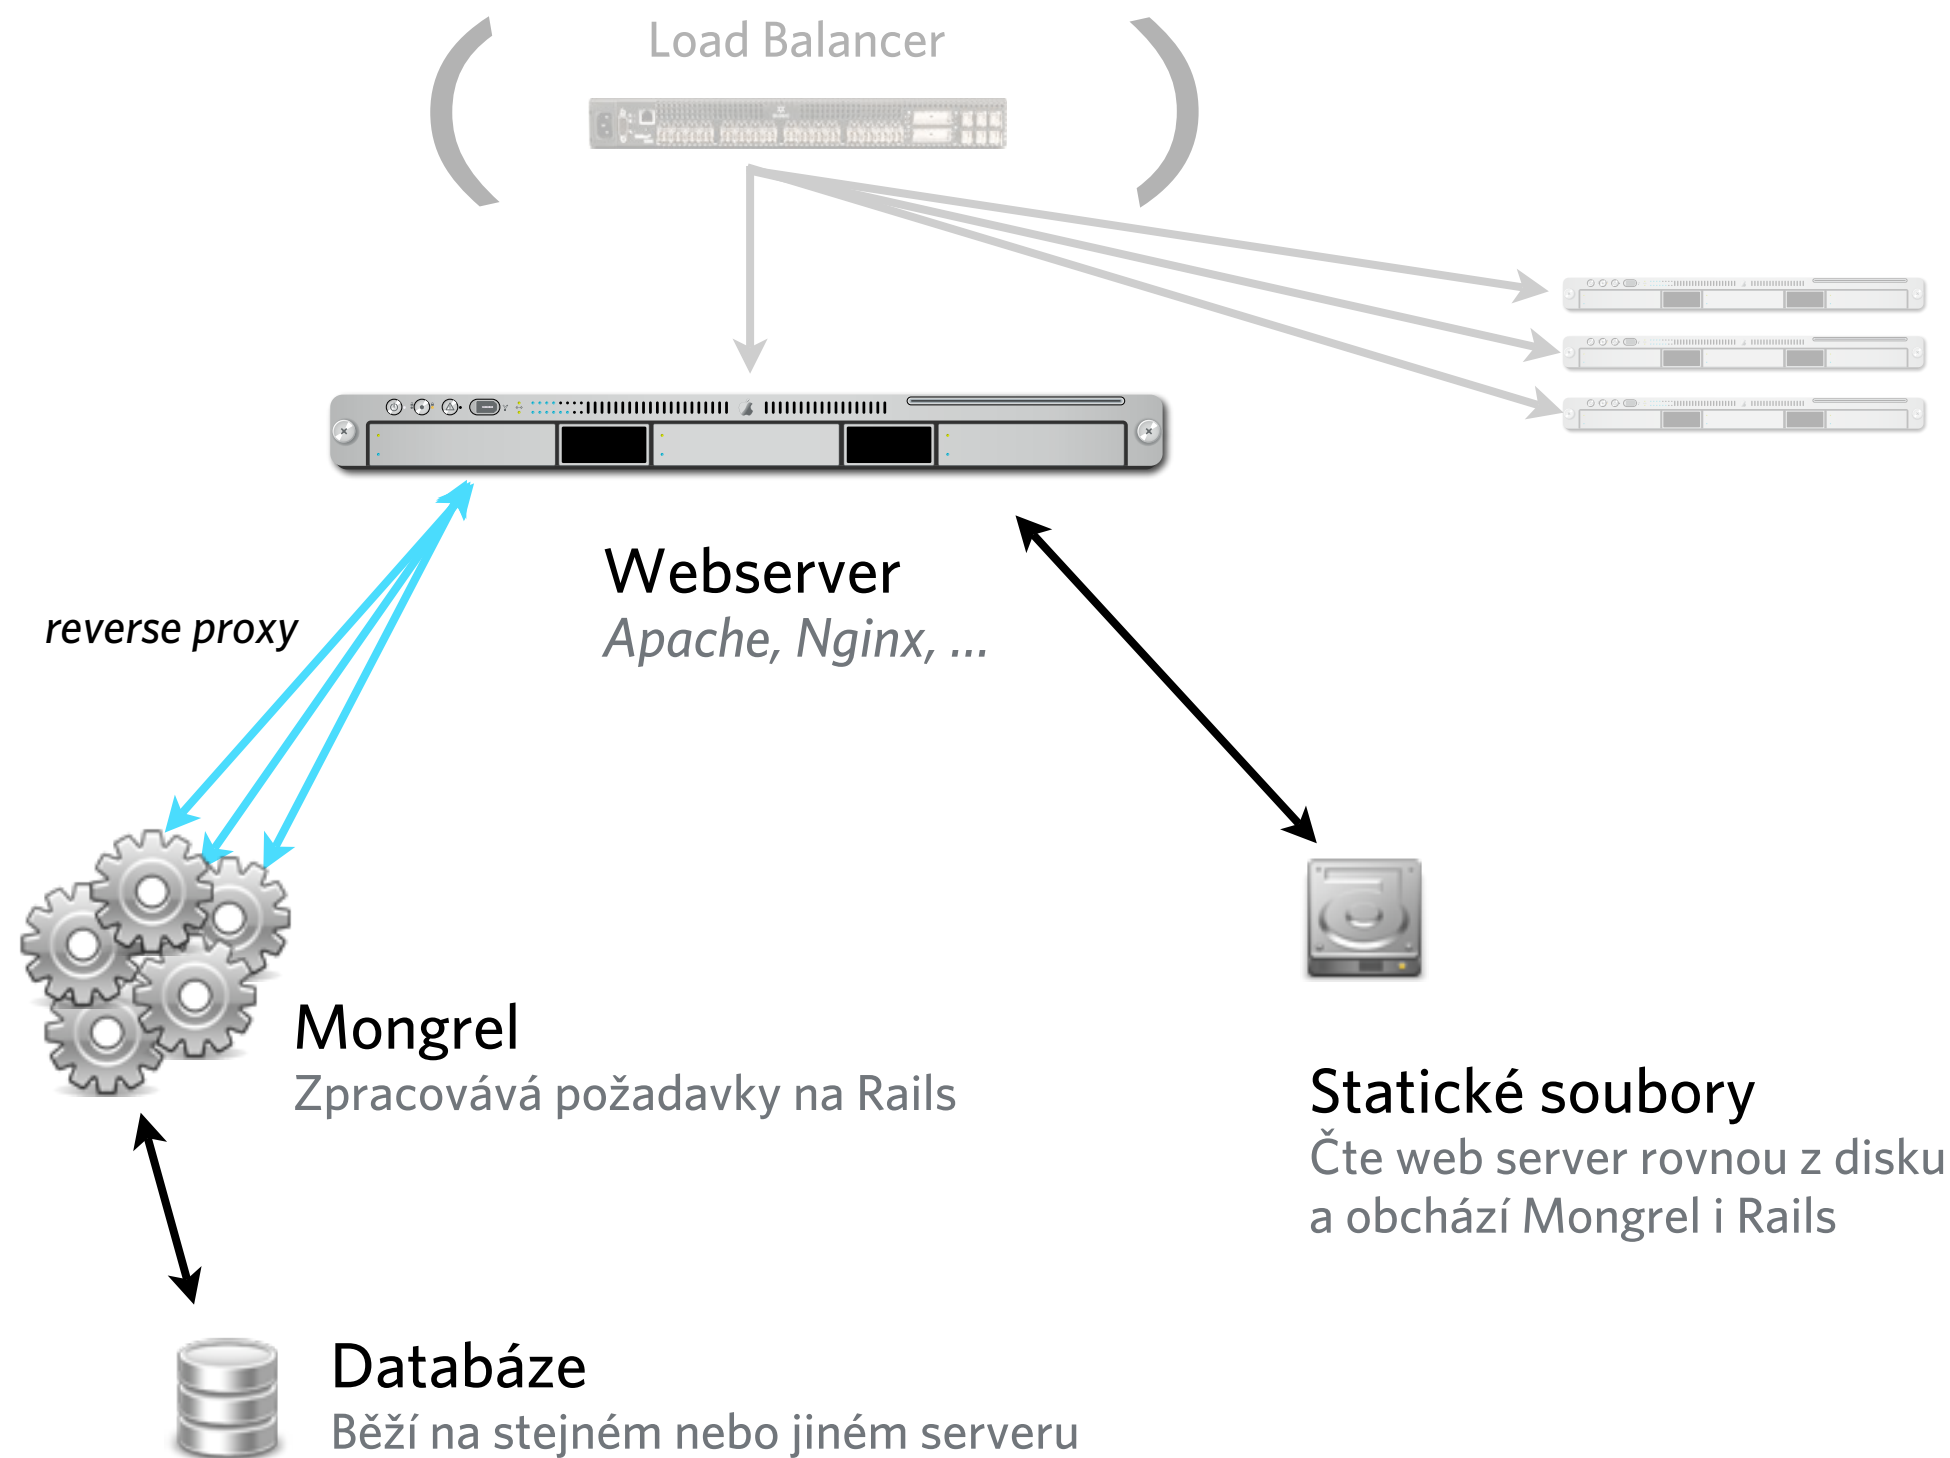 Load Balancer
Webserver
Apache, Nginx, ...
reverse proxy
Mongrel
Zpracovává požadavky na Rails
Statické soubory
Čte web server rovnou z disku
a obchází Mongrel i Rails
Databáze
Běží na stejném nebo jiném serveru